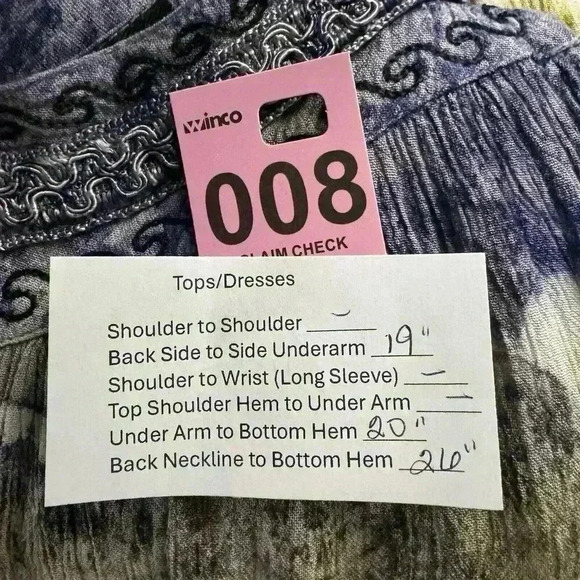 winco
008
CLAIM CHECK
Tops/Dresses
Shoulder to Shoulder –
Back Side to Side Underarm 19"
Shoulder to Wrist (Long Sleeve) –
Top Shoulder Hem to Under Arm –
Under Arm to Bottom Hem 20"
Back Neckline to Bottom Hem 26"